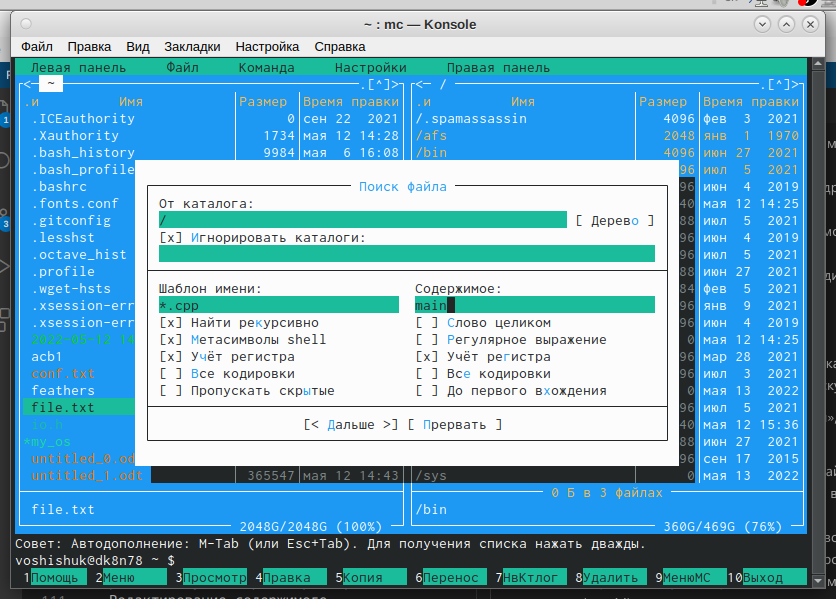 ~ : mc — Konsole
Файл Правка Вид Закладки Настройка Справка
Левая панель Файл Команда Настройки Правая панель
<─ ~ .[^]> <─ / .[^]>
.и Имя Размер Время правки .и Имя Размер Время правки
.ICEauthority 0 сен 22 2021 /.spamassassin 4096 фев 3 2021
.Xauthority 1734 мая 12 14:28 /afs 2048 янв 1 1970
.bash_history 9984 мая 6 16:08 /bin 4096 июн 27 2021
.bash_profile 96 июл 5 2021
.bashrc Поиск файла 96 июн 4 2019
.fonts.conf От каталога: 40 мая 12 14:25
.gitconfig / [ Дерево ] 88 июл 5 2021
.lesshst [x] Игнорировать каталоги: 96 июн 4 2019
.octave_hist 96 июл 5 2021
.profile 88 июн 27 2021
.wget-hsts Шаблон имени: Содержимое: 84 фев 5 2021
.xsession-err *.cpp main 96 янв 9 2021
.xsession-err [x] Найти рекурсивно [ ] Слово целиком 96 июн 4 2019
2022-05-12 14 [x] Метасимволы shell [ ] Регулярное выражение 0 мая 12 14:25
acb1 [x] Учёт регистра [x] Учёт регистра 96 мар 28 2021
conf.txt [ ] Все кодировки [ ] Все кодировки 96 июл 3 2021
feathers [ ] Пропускать скрытые [ ] До первого вхождения 0 мая 13 2022
file.txt 96 июл 5 2021
io.h [< Дальше >] [ Прервать ] 40 мая 12 15:36
*my_os 88 июн 27 2021
untitled_0.od 96 сен 17 2015
untitled_1.odt 365547 мая 12 14:43 /sys 0 мая 13 2022
0 Б в 3 файлах
file.txt /bin
2048G/2048G (100%) 360G/469G (76%)
Совет: Автодополнение: M-Tab (или Esc+Tab). Для получения списка нажать дважды.
voshishuk@dk8n78 ~ $
1Помощь 2Меню 3Просмотр 4Правка 5Копия 6Перенос 7НвКтлог 8Удалить 9МенюMC 10Выход
111 Редактирование содержимого